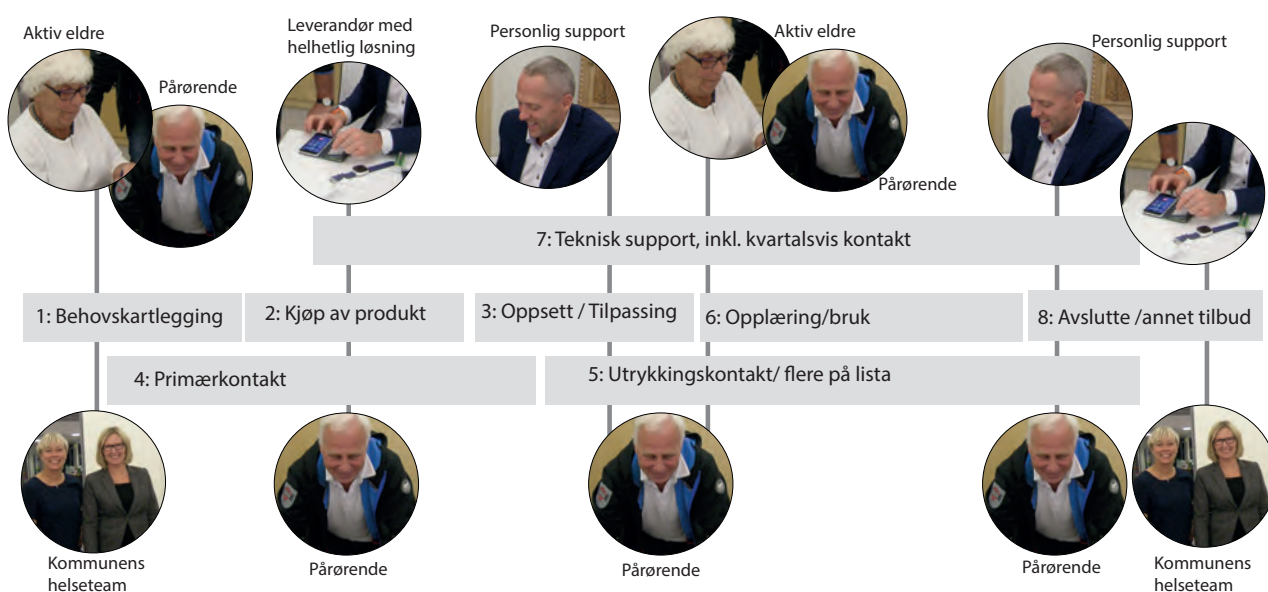 Aktiv eldre
Pårørende
Leverandør med
helhetlig løsning
Personlig support
Aktiv eldre
Pårørende
Personlig support
7: Teknisk support, inkl. kvartalsvis kontakt
1: Behovskartlegging
2: Kjøp av produkt
3: Oppsett / Tilpassing
6: Opplæring/bruk
8: Avslutte /annet tilbud
4: Primærkontakt
5: Utrykkingskontakt/ flere på lista
Kommunens
helseteam
Pårørende
Pårørende
Pårørende
Kommunens
helseteam